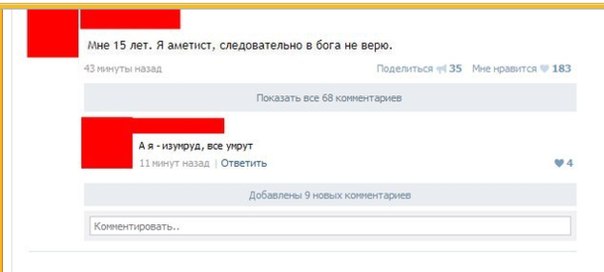 Мне 15 лет. Я аметист, следовательно в бога не верю.
43 минуты назад Поделиться 35 Мне нравится 183
Показать все 68 комментариев
А я - изумруд, все умрут
11 минут назад | Ответить 4
Добавлены 9 новых комментариев
Комментировать..